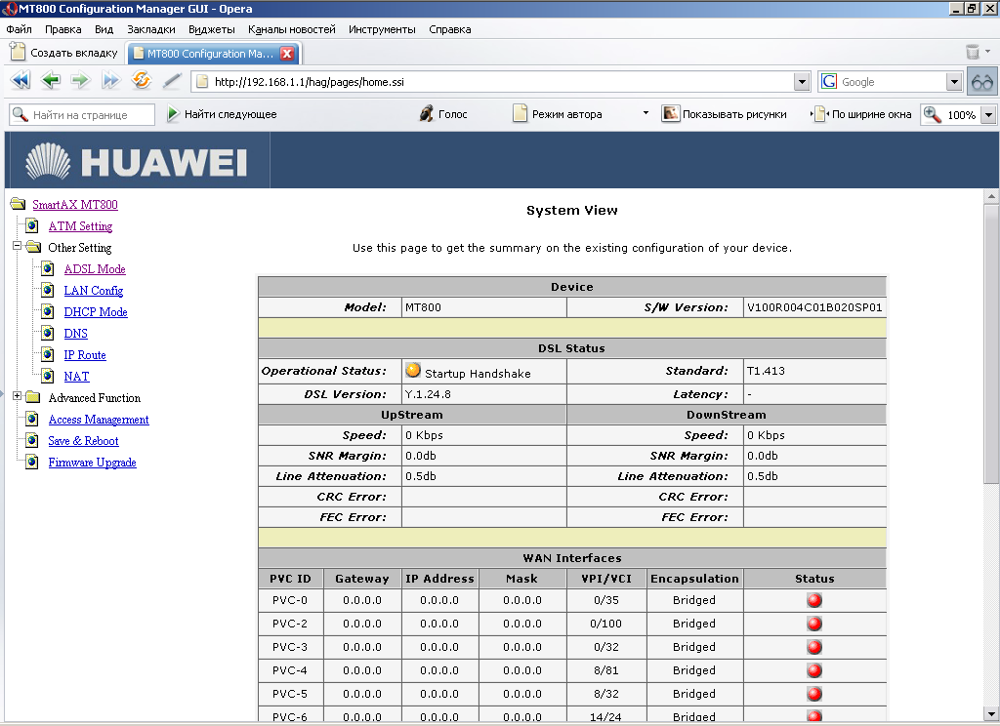 MT800 Configuration Manager GUI - Opera
Файл Правка Вид Закладки Виджеты Каналы новостей Инструменты Справка
Создать вкладку MT800 Configuration Ma...
http://192.168.1.1/hag/pages/home.ssi Google
Найти на странице Найти следующее Голос Режим автора Показывать рисунки По ширине окна 100%
HUAWEI
SmartAX MT800
ATM Setting
Other Setting
ADSL Mode
LAN Config
DHCP Mode
DNS
IP Route
NAT
Advanced Function
Access Management
Save & Reboot
Firmware Upgrade
System View
Use this page to get the summary on the existing configuration of your device.
Device
Model: MT800 S/W Version: V100R004C01B020SP01
DSL Status
Operational Status: Startup Handshake Standard: T1.413
DSL Version: Y.1.24.8 Latency: -
UpStream DownStream
Speed: 0 Kbps Speed: 0 Kbps
SNR Margin: 0.0db SNR Margin: 0.0db
Line Attenuation: 0.5db Line Attenuation: 0.5db
CRC Error: CRC Error:
FEC Error: FEC Error:
WAN Interfaces
PVC ID Gateway IP Address Mask VPI/VCI Encapsulation Status
PVC-0 0.0.0.0 0.0.0.0 0.0.0.0 0/35 Bridged
PVC-2 0.0.0.0 0.0.0.0 0.0.0.0 0/100 Bridged
PVC-3 0.0.0.0 0.0.0.0 0.0.0.0 0/32 Bridged
PVC-4 0.0.0.0 0.0.0.0 0.0.0.0 8/81 Bridged
PVC-5 0.0.0.0 0.0.0.0 0.0.0.0 8/32 Bridged
PVC-6 0.0.0.0 0.0.0.0 0.0.0.0 14/24 Bridged